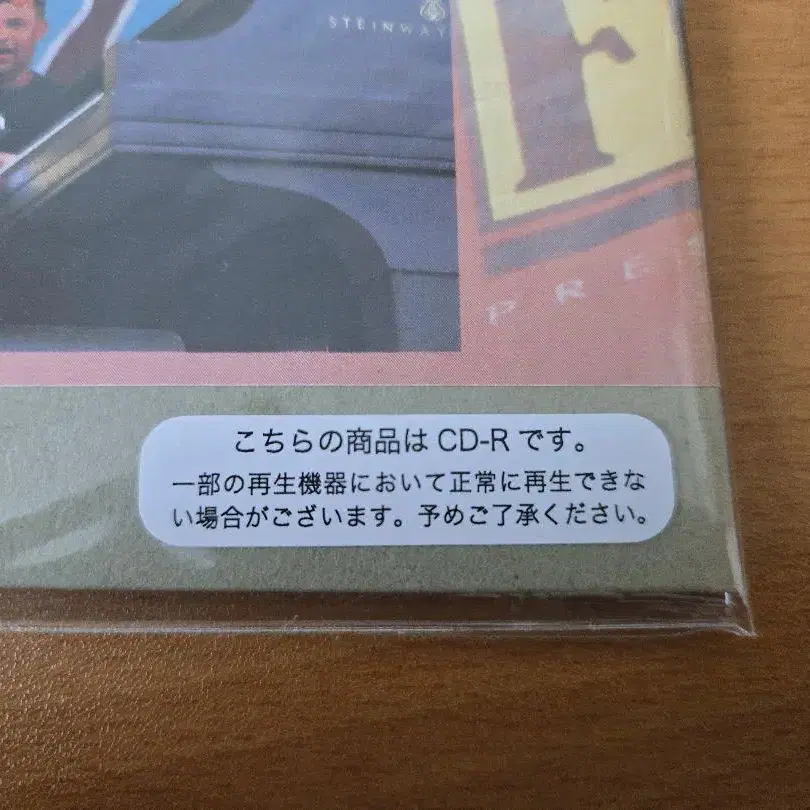 STEINWAY
F
PRE
こちらの商品は CD-R です。
一部の再生機器において正常に再生できな
い場合がございます。予めご了承ください。